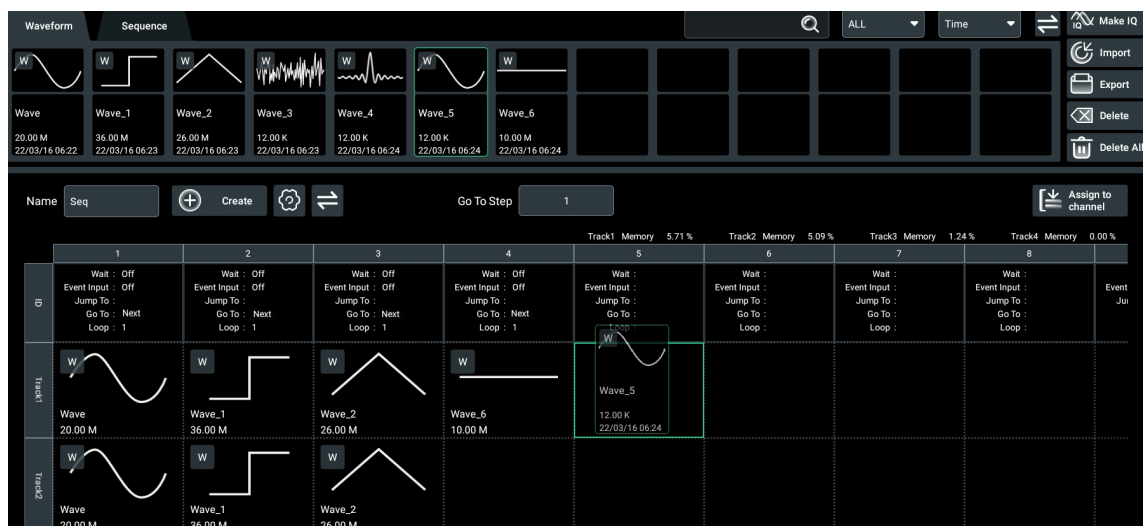 Waveform
Sequence
ALL
Time
IQ
Make IQ
Import
Export
Delete
Delete All
W
W
W
W
W
W
W
Wave
Wave_1
Wave_2
Wave_3
Wave_4
Wave_5
Wave_6
20.00 M
36.00 M
26.00 M
12.00 K
12.00 K
12.00 K
10.00 M
22/03/16 06:22
22/03/16 06:23
22/03/16 06:23
22/03/16 06:23
22/03/16 06:24
22/03/16 06:24
22/03/16 06:24
Name
Seq
Create
Go To Step
1
Assign to
channel
Track1 Memory 5.71 %
Track2 Memory 5.09 %
Track3 Memory 1.24 %
Track4 Memory 0.00 %
1
2
3
4
5
6
7
8
ID
Wait : Off
Event Input : Off
Jump To :
Go To : Next
Loop : 1
Wait : Off
Event Input : Off
Jump To :
Go To : Next
Loop : 1
Wait : Off
Event Input : Off
Jump To :
Go To : Next
Loop : 1
Wait : Off
Event Input : Off
Jump To :
Go To : Next
Loop : 1
Wait :
Event Input :
Jump To :
Go To :
Loop :
Wait :
Event Input :
Jump To :
Go To :
Loop :
Wait :
Event Input :
Jump To :
Go To :
Loop :
Wait :
Event Input :
Jump To :
Go To :
Loop :
Event
Ju
Track1
W
Wave
20.00 M
W
Wave_1
36.00 M
W
Wave_2
26.00 M
W
Wave_6
10.00 M
W
Wave_5
12.00 K
22/03/16 06:24
Track2
W
Wave
20.00 M
W
Wave_1
36.00 M
W
Wave_2
26.00 M